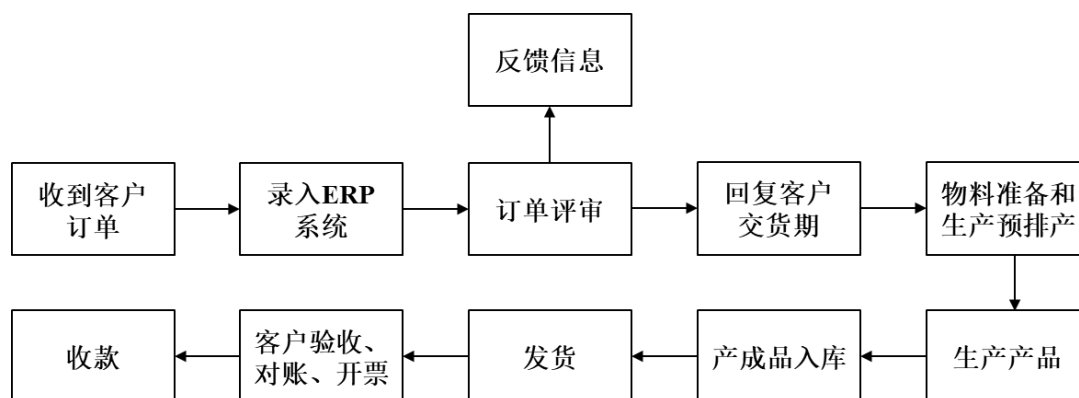 反馈信息
收到客户
订单
录入ERP
系统
订单评审
回复客户
交货期
物料准备和
生产预排产
收款
客户验收、
对账、开票
发货
产成品入库
生产产品